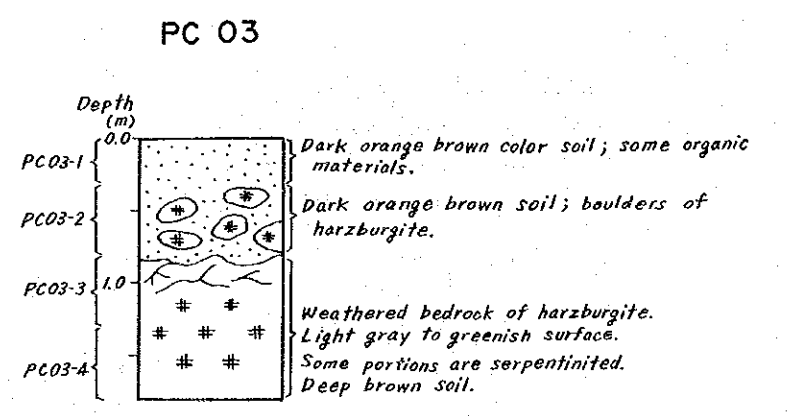 PC 03
Depth
(m)
0.0
PC03-1
Dark orange brown color soil; some organic
materials.
PC03-2
Dark orange brown soil; boulders of
harzburgite.
PC03-3
1.0
Weathered bedrock of harzburgite.
Light gray to greenish surface.
Some portions are serpentinited.
Deep brown soil.
PC03-4